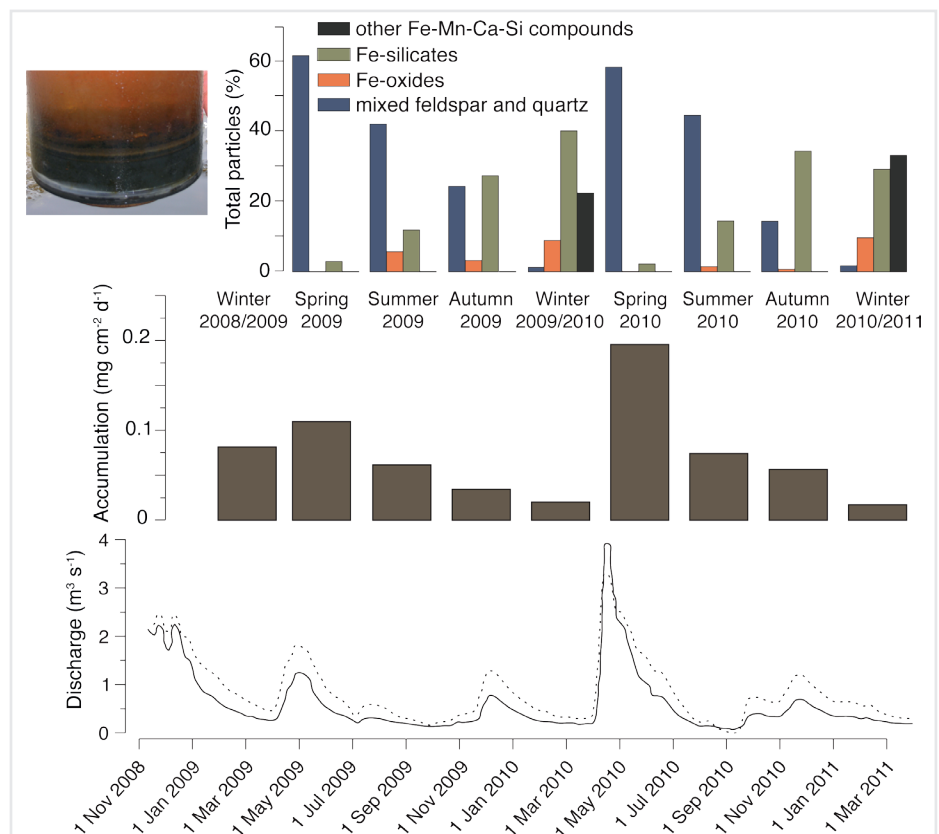 other Fe-Mn-Ca-Si compounds
Fe-silicates
Fe-oxides
mixed feldspar and quartz
Total particles (%)
60
40
20
0
Winter Spring Summer Autumn Winter Spring Summer Autumn Winter
2008/2009 2009 2009 2009 2009/2010 2010 2010 2010 2010/2011
Accumulation (mg cm⁻² d⁻¹)
0.2
0.1
0
Discharge (m³ s⁻¹)
4
3
2
1
0
1 Nov 2008
1 Jan 2009
1 Mar 2009
1 May 2009
1 Jul 2009
1 Sep 2009
1 Nov 2009
1 Jan 2010
1 Mar 2010
1 May 2010
1 Jul 2010
1 Sep 2010
1 Nov 2010
1 Jan 2011
1 Mar 2011